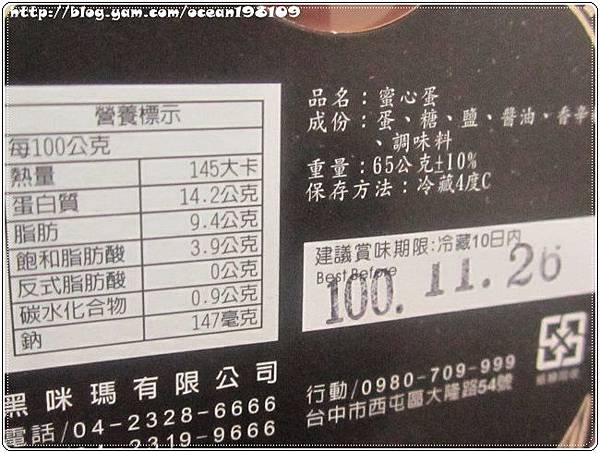 http://blog.yam.com/ocean198109
營養標示
每100公克
熱量 145大卡
蛋白質 14.2公克
脂肪 9.4公克
飽和脂肪酸 3.9公克
反式脂肪酸 0公克
碳水化合物 0.9公克
鈉 147毫克
黑咪瑪有限公司
電話/04-2328-6666
04-2319-9666
品名：蜜心蛋
成份：蛋、糖、鹽、醬油、香辛
、調味料
重量：65公克±10%
保存方法：冷藏4度C
建議賞味期限:冷藏10日內
Best Before
100.11.26
行動/0980-709-999
台中市西屯區大隆路54號